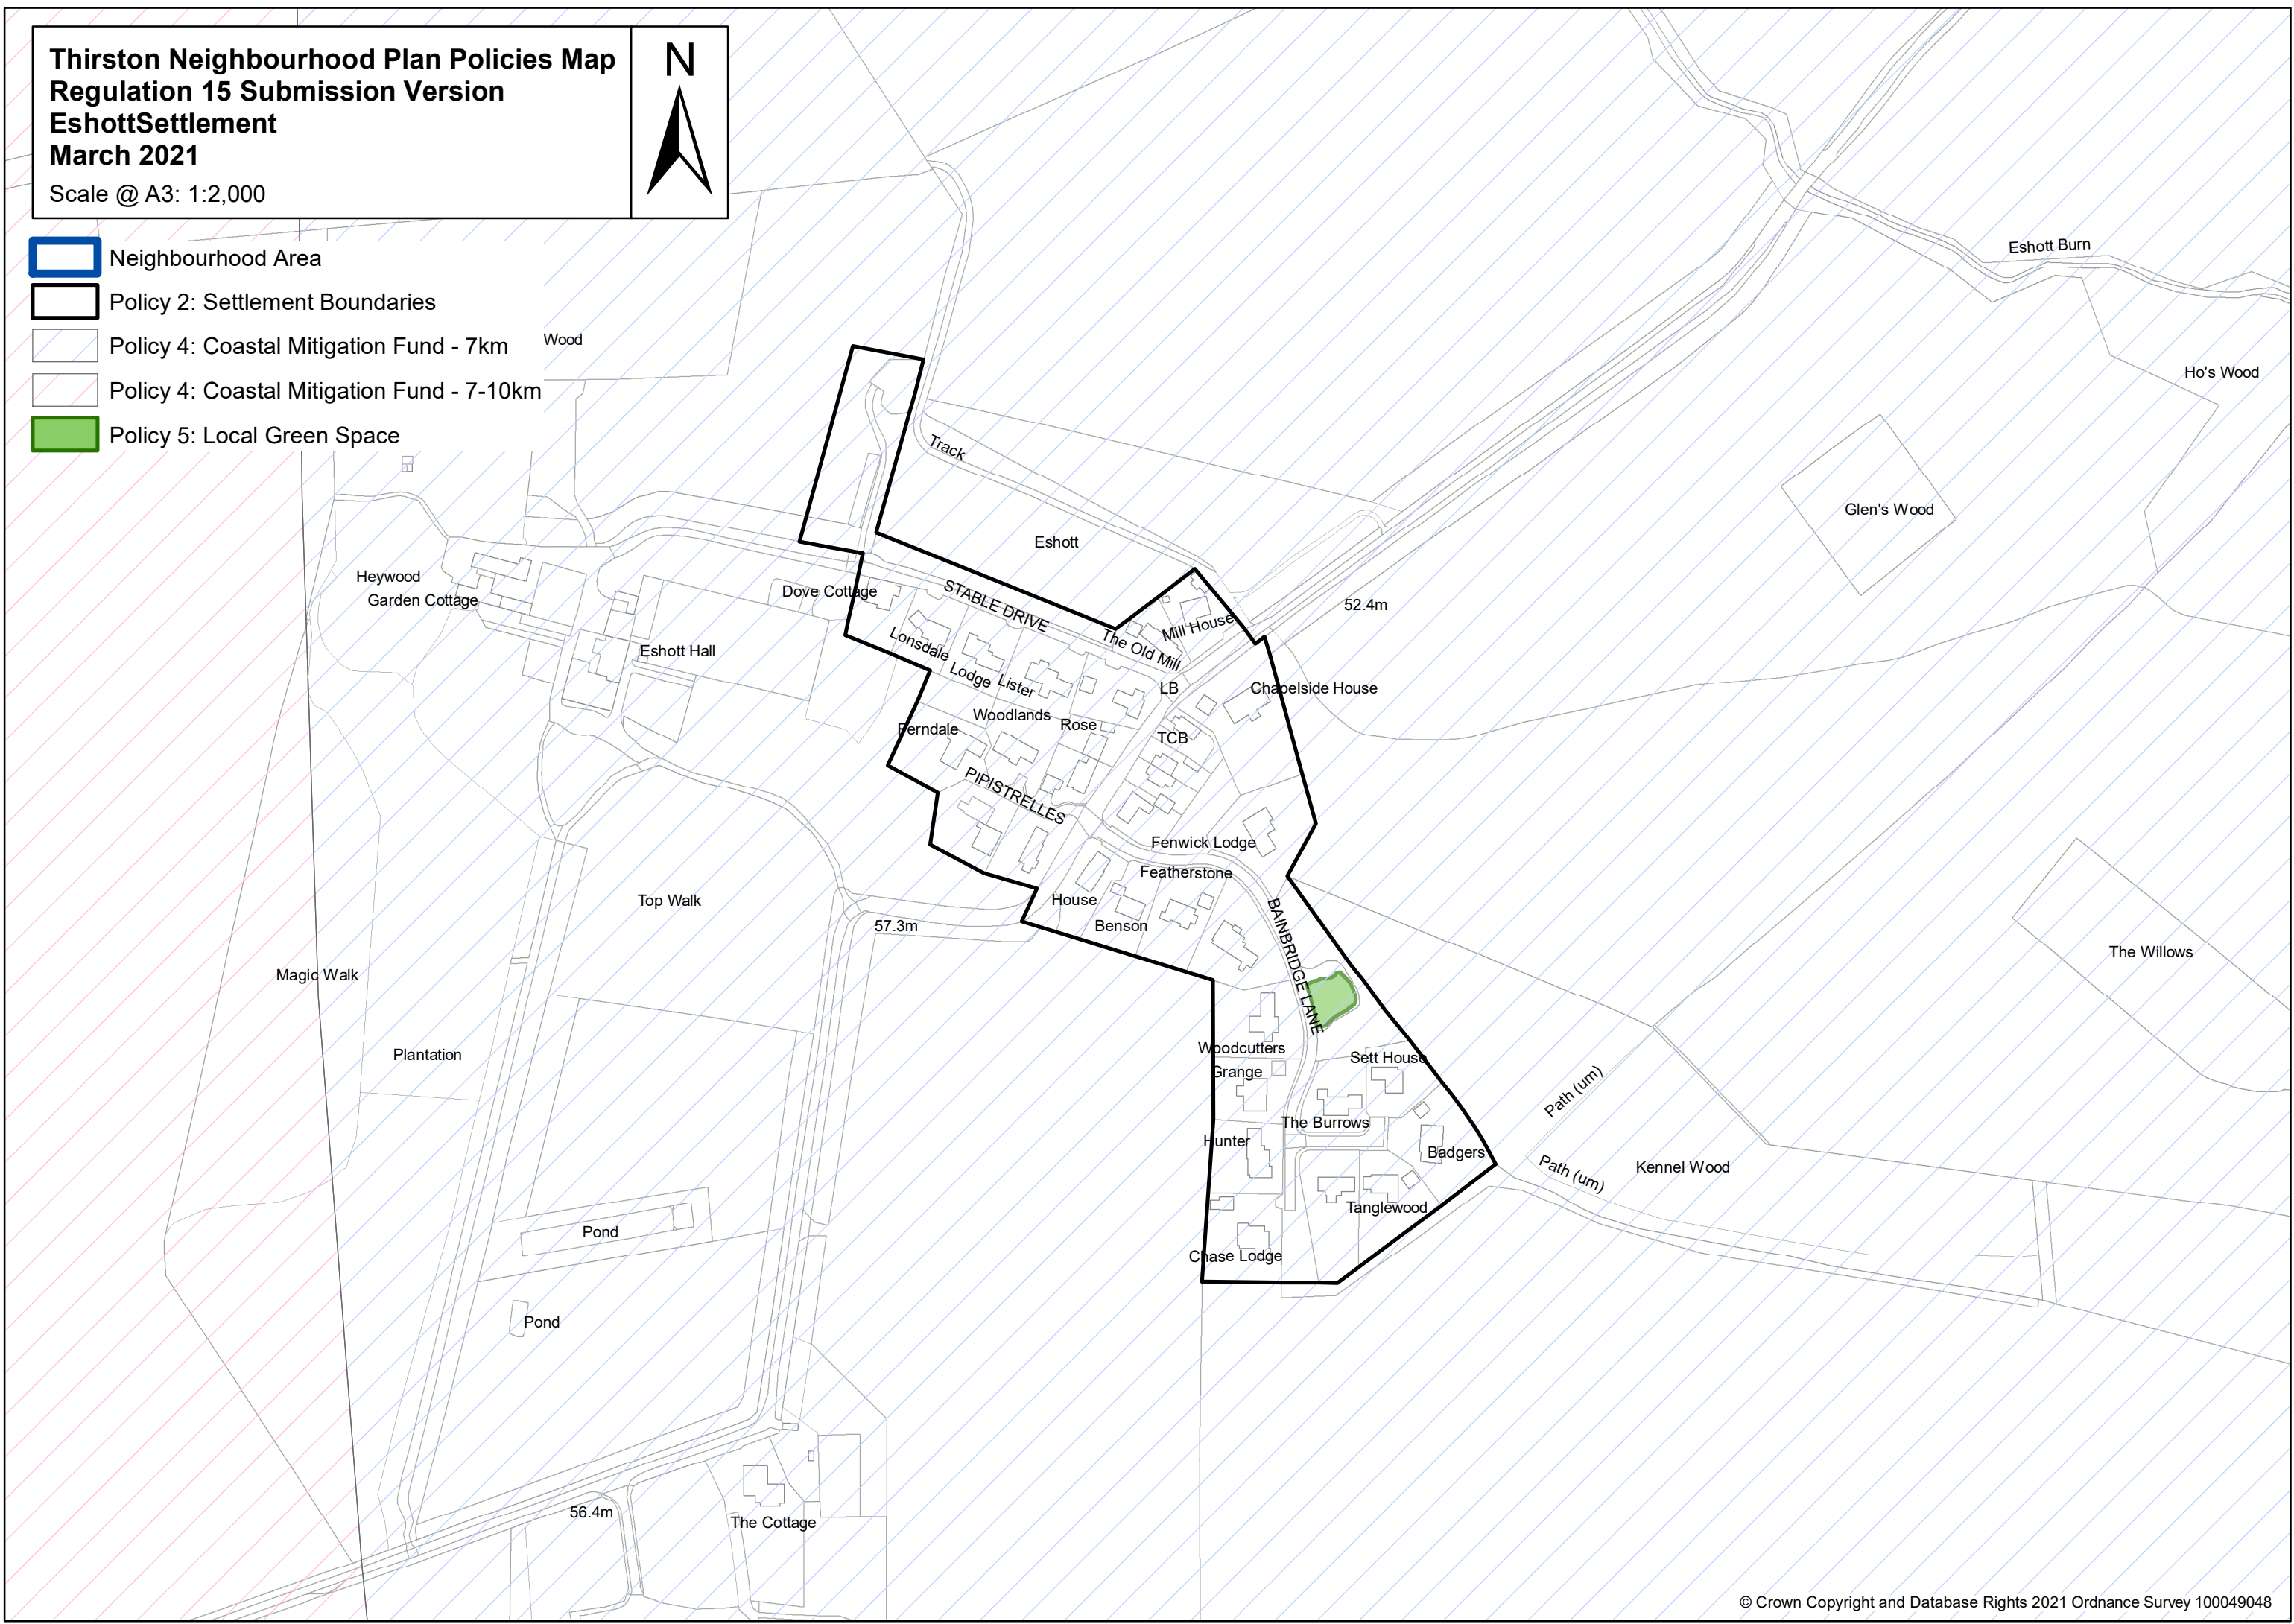 Thirston Neighbourhood Plan Policies Map
Regulation 15 Submission Version
EshottSettlement
March 2021
Scale @ A3: 1:2,000
N
Neighbourhood Area
Policy 2: Settlement Boundaries
Policy 4: Coastal Mitigation Fund - 7km
Policy 4: Coastal Mitigation Fund - 7-10km
Policy 5: Local Green Space
Wood
Eshott Burn
Ho's Wood
Glen's Wood
Track
Eshott
Heywood
Garden Cottage
Dove Cottage
STABLE DRIVE
52.4m
Mill House
The Old Mill
Eshott Hall
Lonsdale
Lodge
Lister
LB
Chapelside House
Woodlands
Rose
Ferndale
TCB
PIPISTRELLES
Fenwick Lodge
Featherstone
Top Walk
House
Benson
57.3m
BAINBRIDGE LANE
The Willows
Magic Walk
Plantation
Woodcutters
Grange
Sett House
The Burrows
Hunter
Badgers
Path (um)
Path (um)
Kennel Wood
Tanglewood
Chase Lodge
Pond
Pond
56.4m
The Cottage
© Crown Copyright and Database Rights 2021 Ordnance Survey 100049048